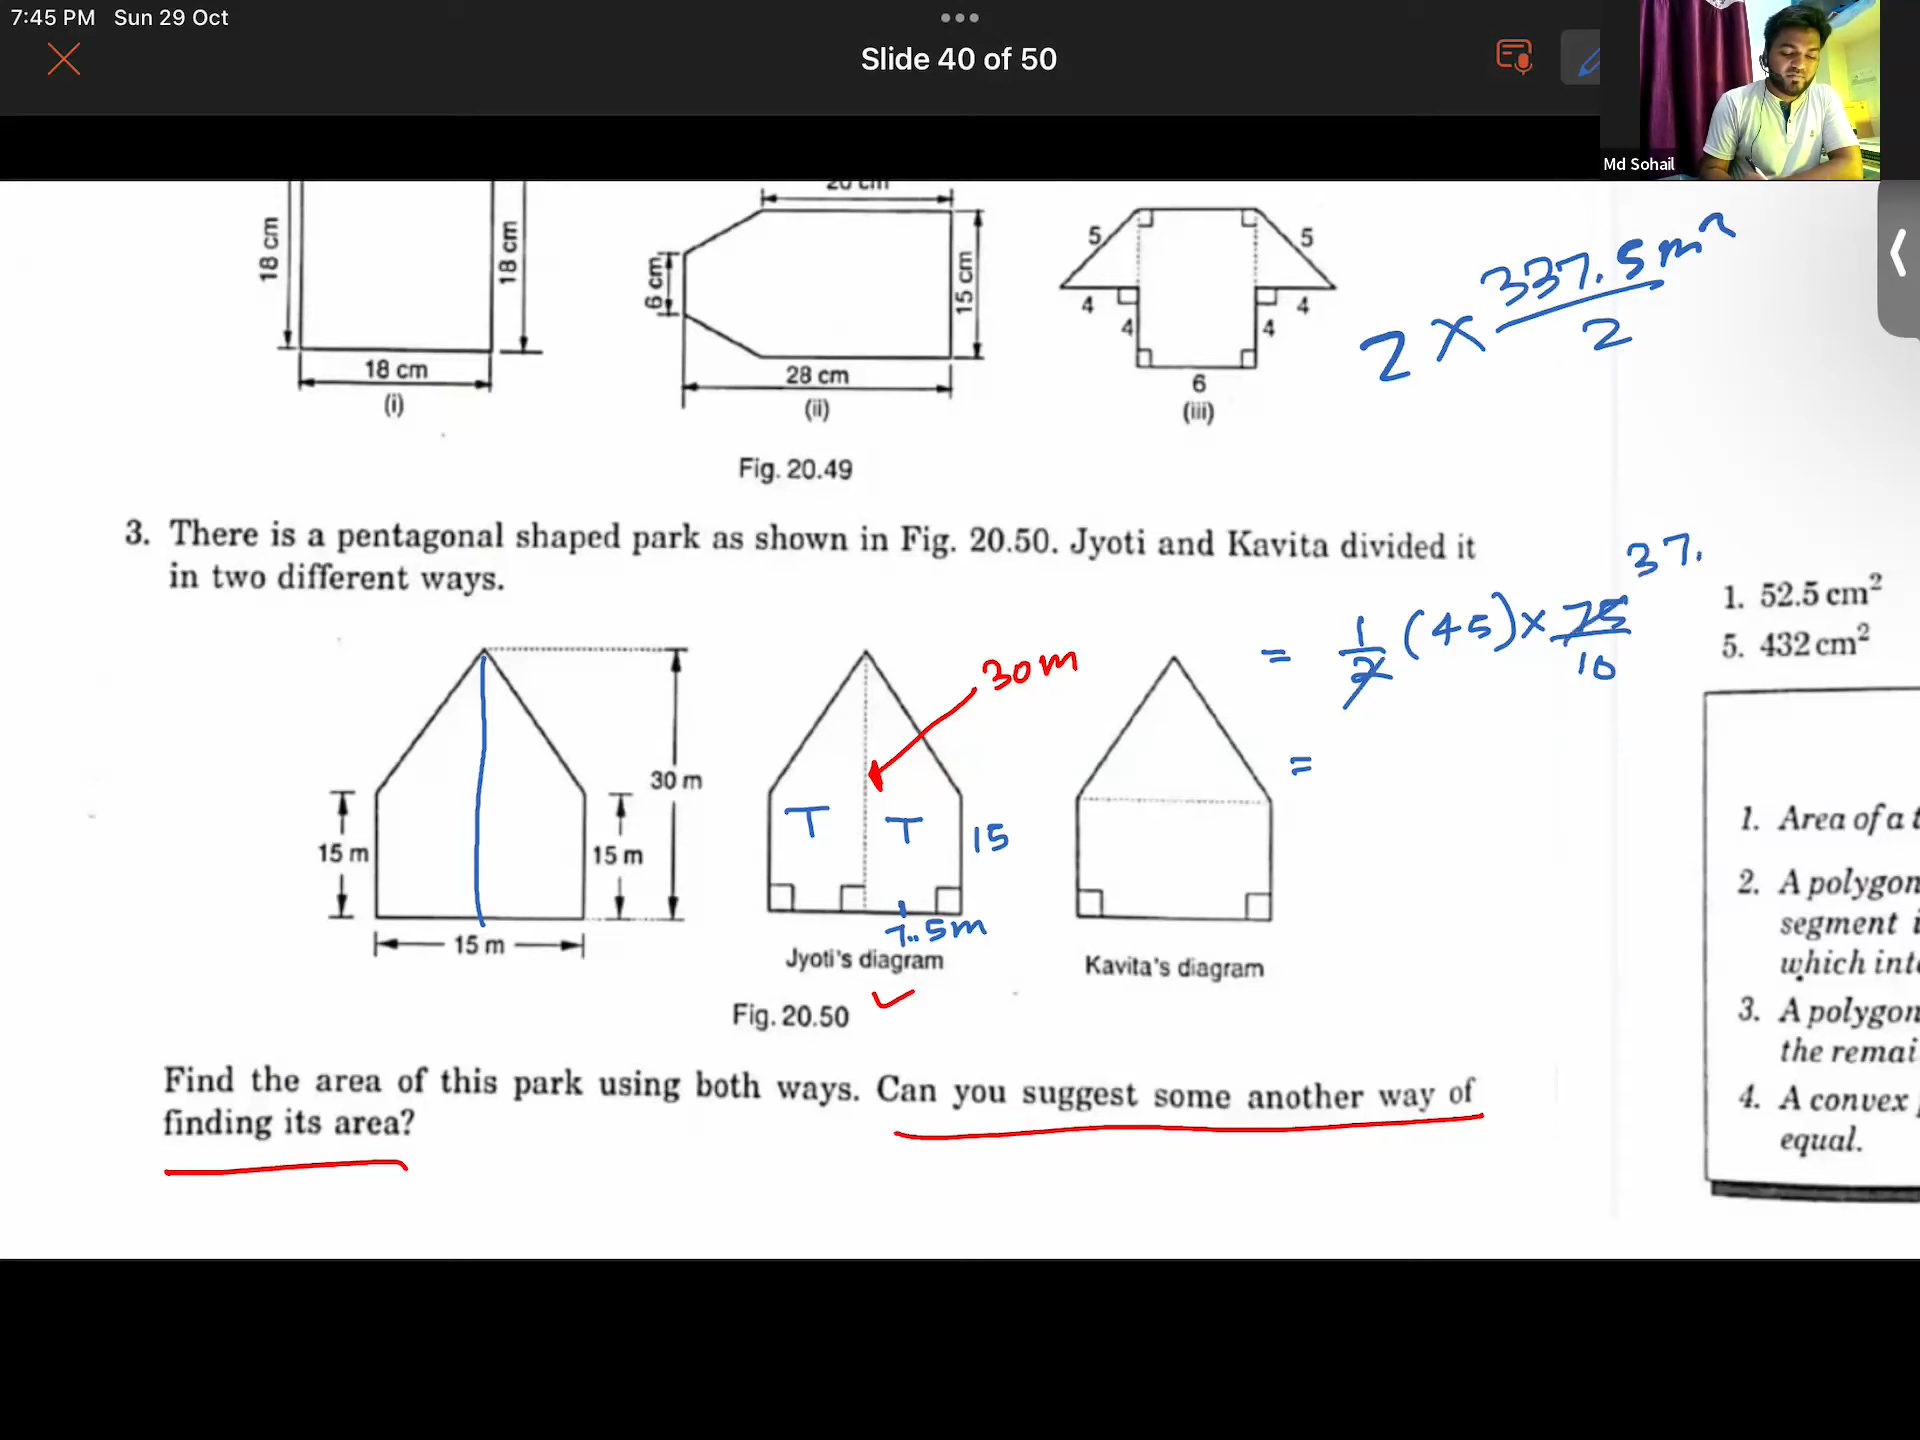 7:45 PM Sun 29 Oct
Slide 40 of 50
Md Sohail
18 cm
18 cm
18 cm
(i)
20 cm
6 cm
15 cm
28 cm
(ii)
5
5
4
4
4
4
6
(iii)
2 × 337.5 m²
2
Fig. 20.49
3. There is a pentagonal shaped park as shown in Fig. 20.50. Jyoti and Kavita divided it
in two different ways.
37.
= 1/2 (45) × 75/10
=
30 m
15 m
15 m
30 m
15 m
T
T
15
7.5m
Jyoti's diagram
Kavita's diagram
Fig. 20.50
Find the area of this park using both ways. Can you suggest some another way of
finding its area?
1. 52.5 cm²
5. 432 cm²
1. Area of a t
2. A polygon
segment i
which inte
3. A polygon
the remai
4. A convex p
equal.